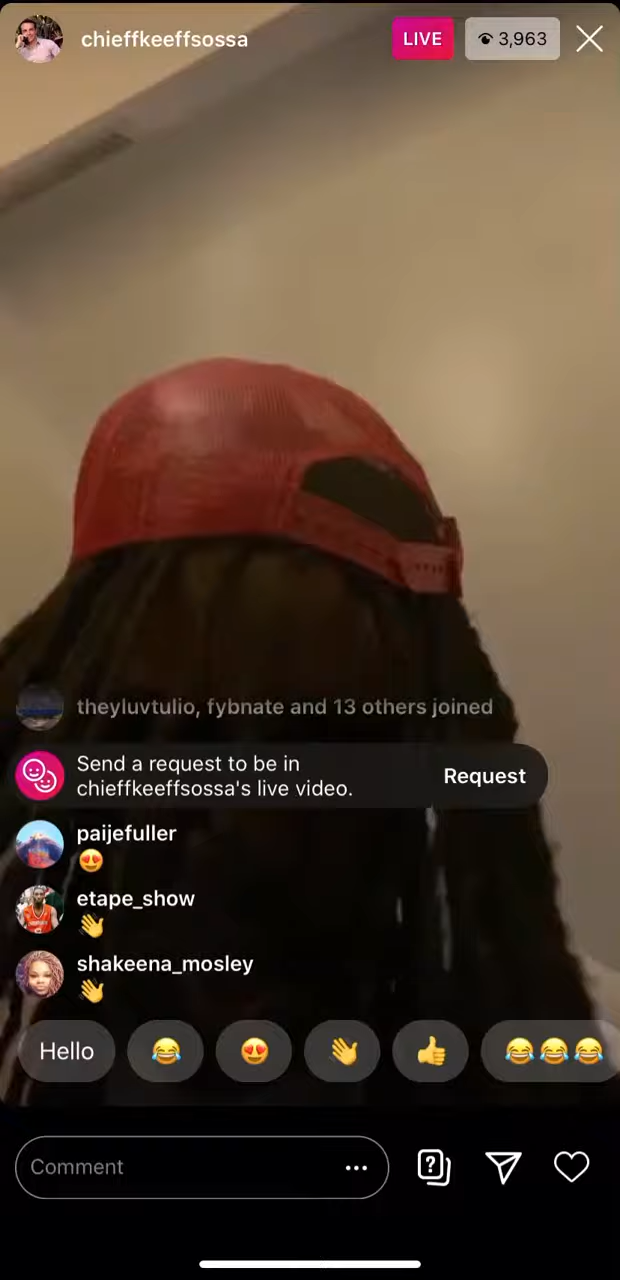 chieffkeeffsossa
LIVE
3,963
theyluvtulio, fybnate and 13 others joined
Send a request to be in
chieffkeeffsossa's live video.
Request
paijefuller
😍
etape_show
👋
shakeena_mosley
👋
Hello
😂
😍
👋
👍
😂😂😂
Comment